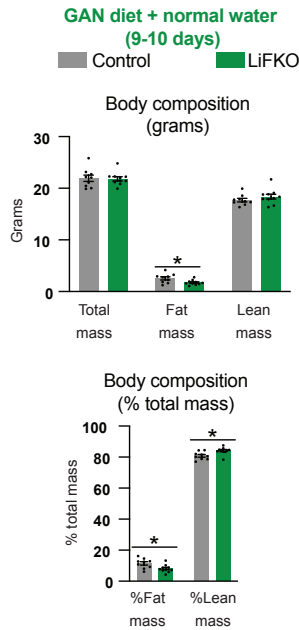 GAN diet + normal water
(9-10 days)
Control LiFKO
Body composition
(grams)
30
20
10
0
Grams
*
Total Fat Lean
mass mass mass
Body composition
(% total mass)
100
80
60
40
20
0
% total mass
*
*
%Fat %Lean
mass mass